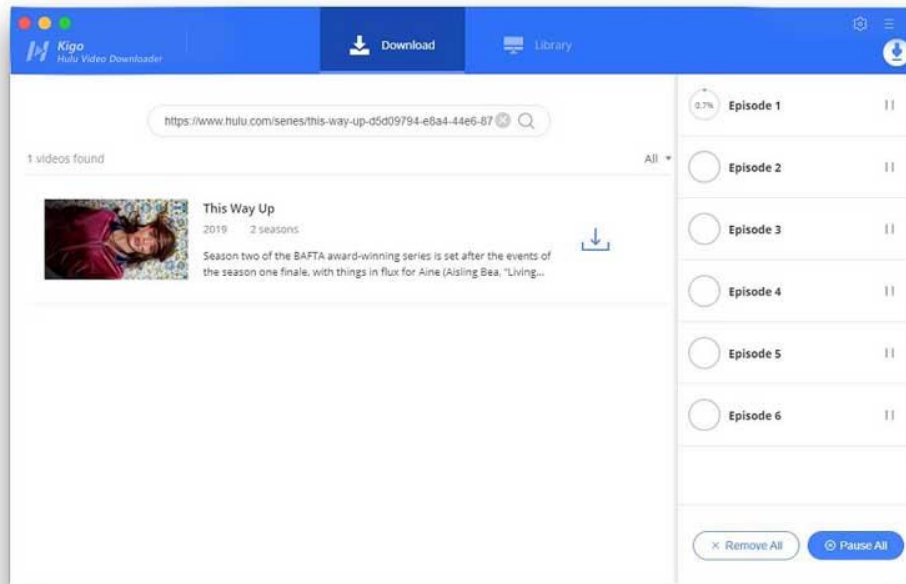 Kigo
Hulu Video Downloader
Download
Library
https://www.hulu.com/series/this-way-up-d5d09794-e8a4-44e6-87
1 videos found
All
This Way Up
2019 2 seasons
Season two of the BAFTA award-winning series is set after the events of
the season one finale, with things in flux for Aine (Aisling Bea, "Living...
0.7% Episode 1
Episode 2
Episode 3
Episode 4
Episode 5
Episode 6
Remove All
Pause All